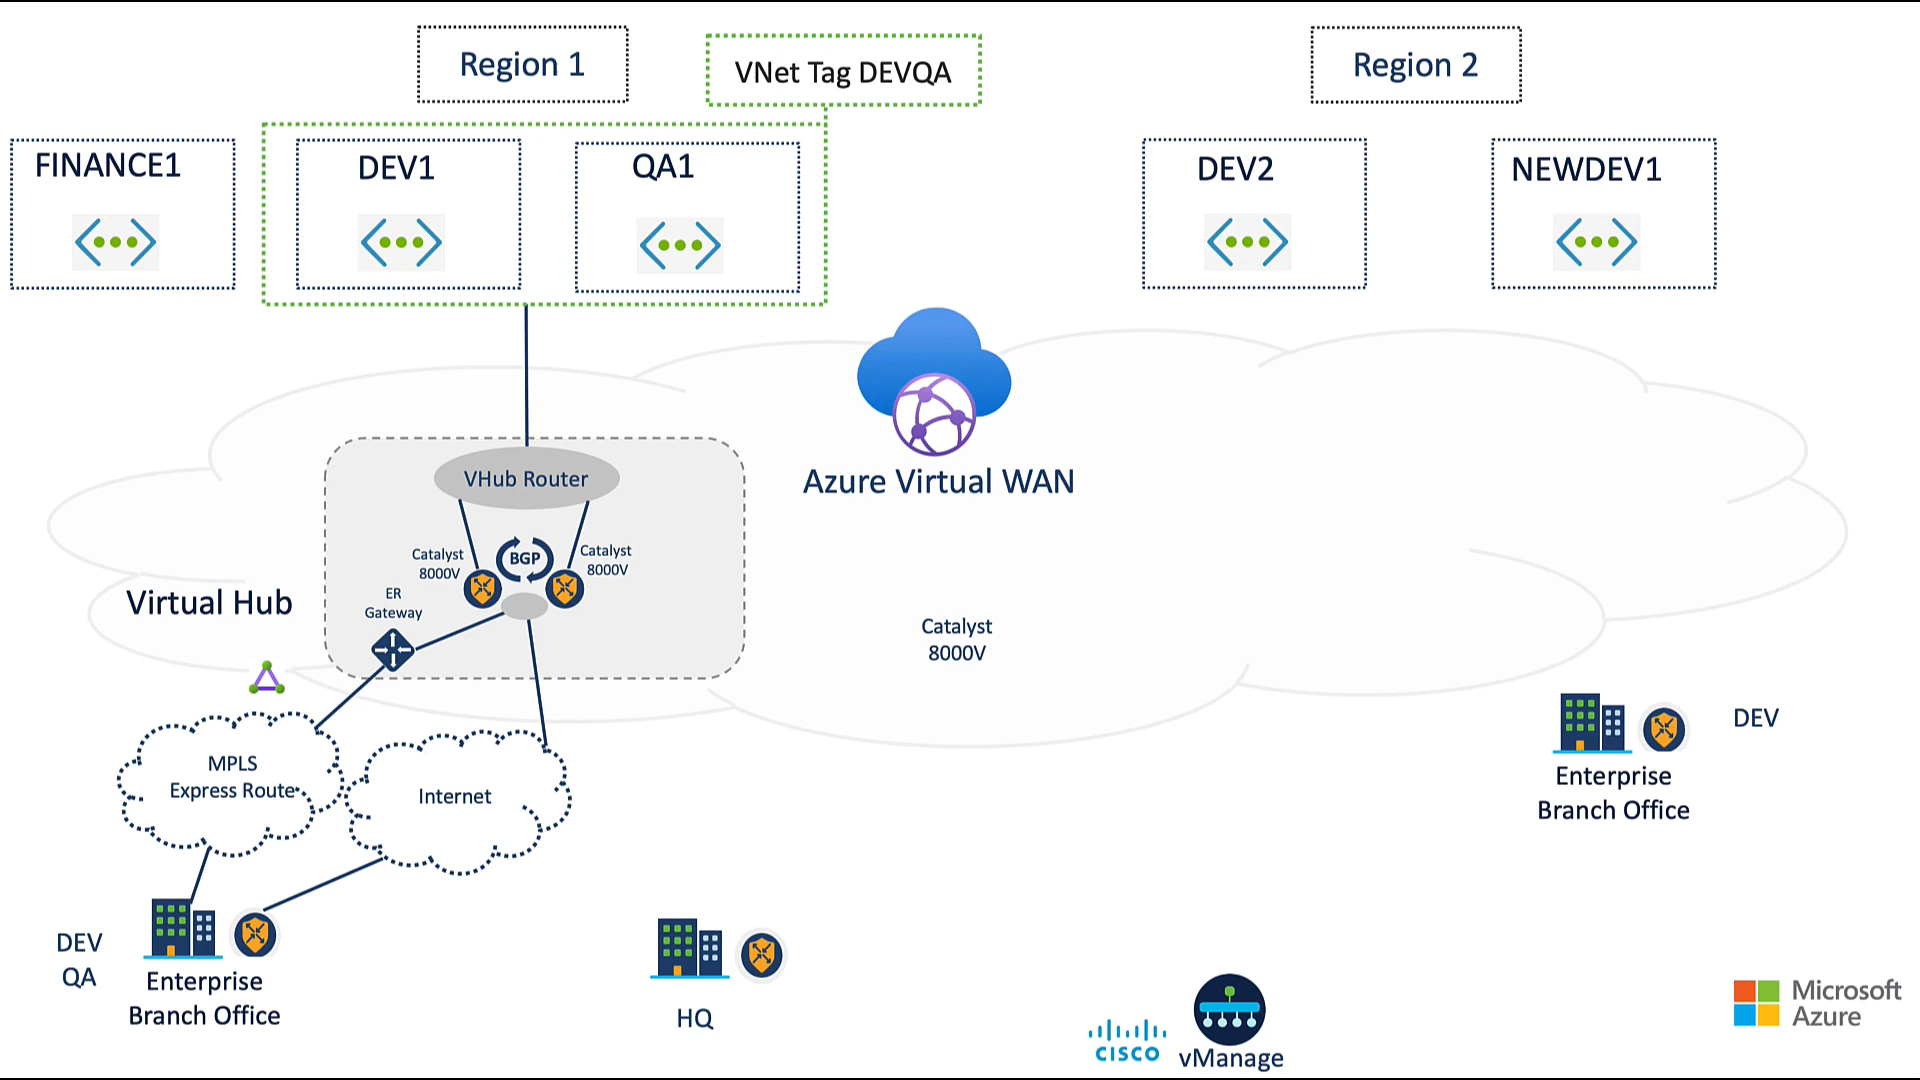 Region 1
VNet Tag DEVQA
Region 2
FINANCE1
DEV1
QA1
DEV2
NEWDEV1
Azure Virtual WAN
VHub Router
Catalyst
8000V
BGP
Catalyst
8000V
ER
Gateway
Virtual Hub
Catalyst
8000V
MPLS
Express Route
Internet
DEV
Enterprise
Branch Office
DEV
QA
Enterprise
Branch Office
HQ
CISCO
vManage
Microsoft
Azure